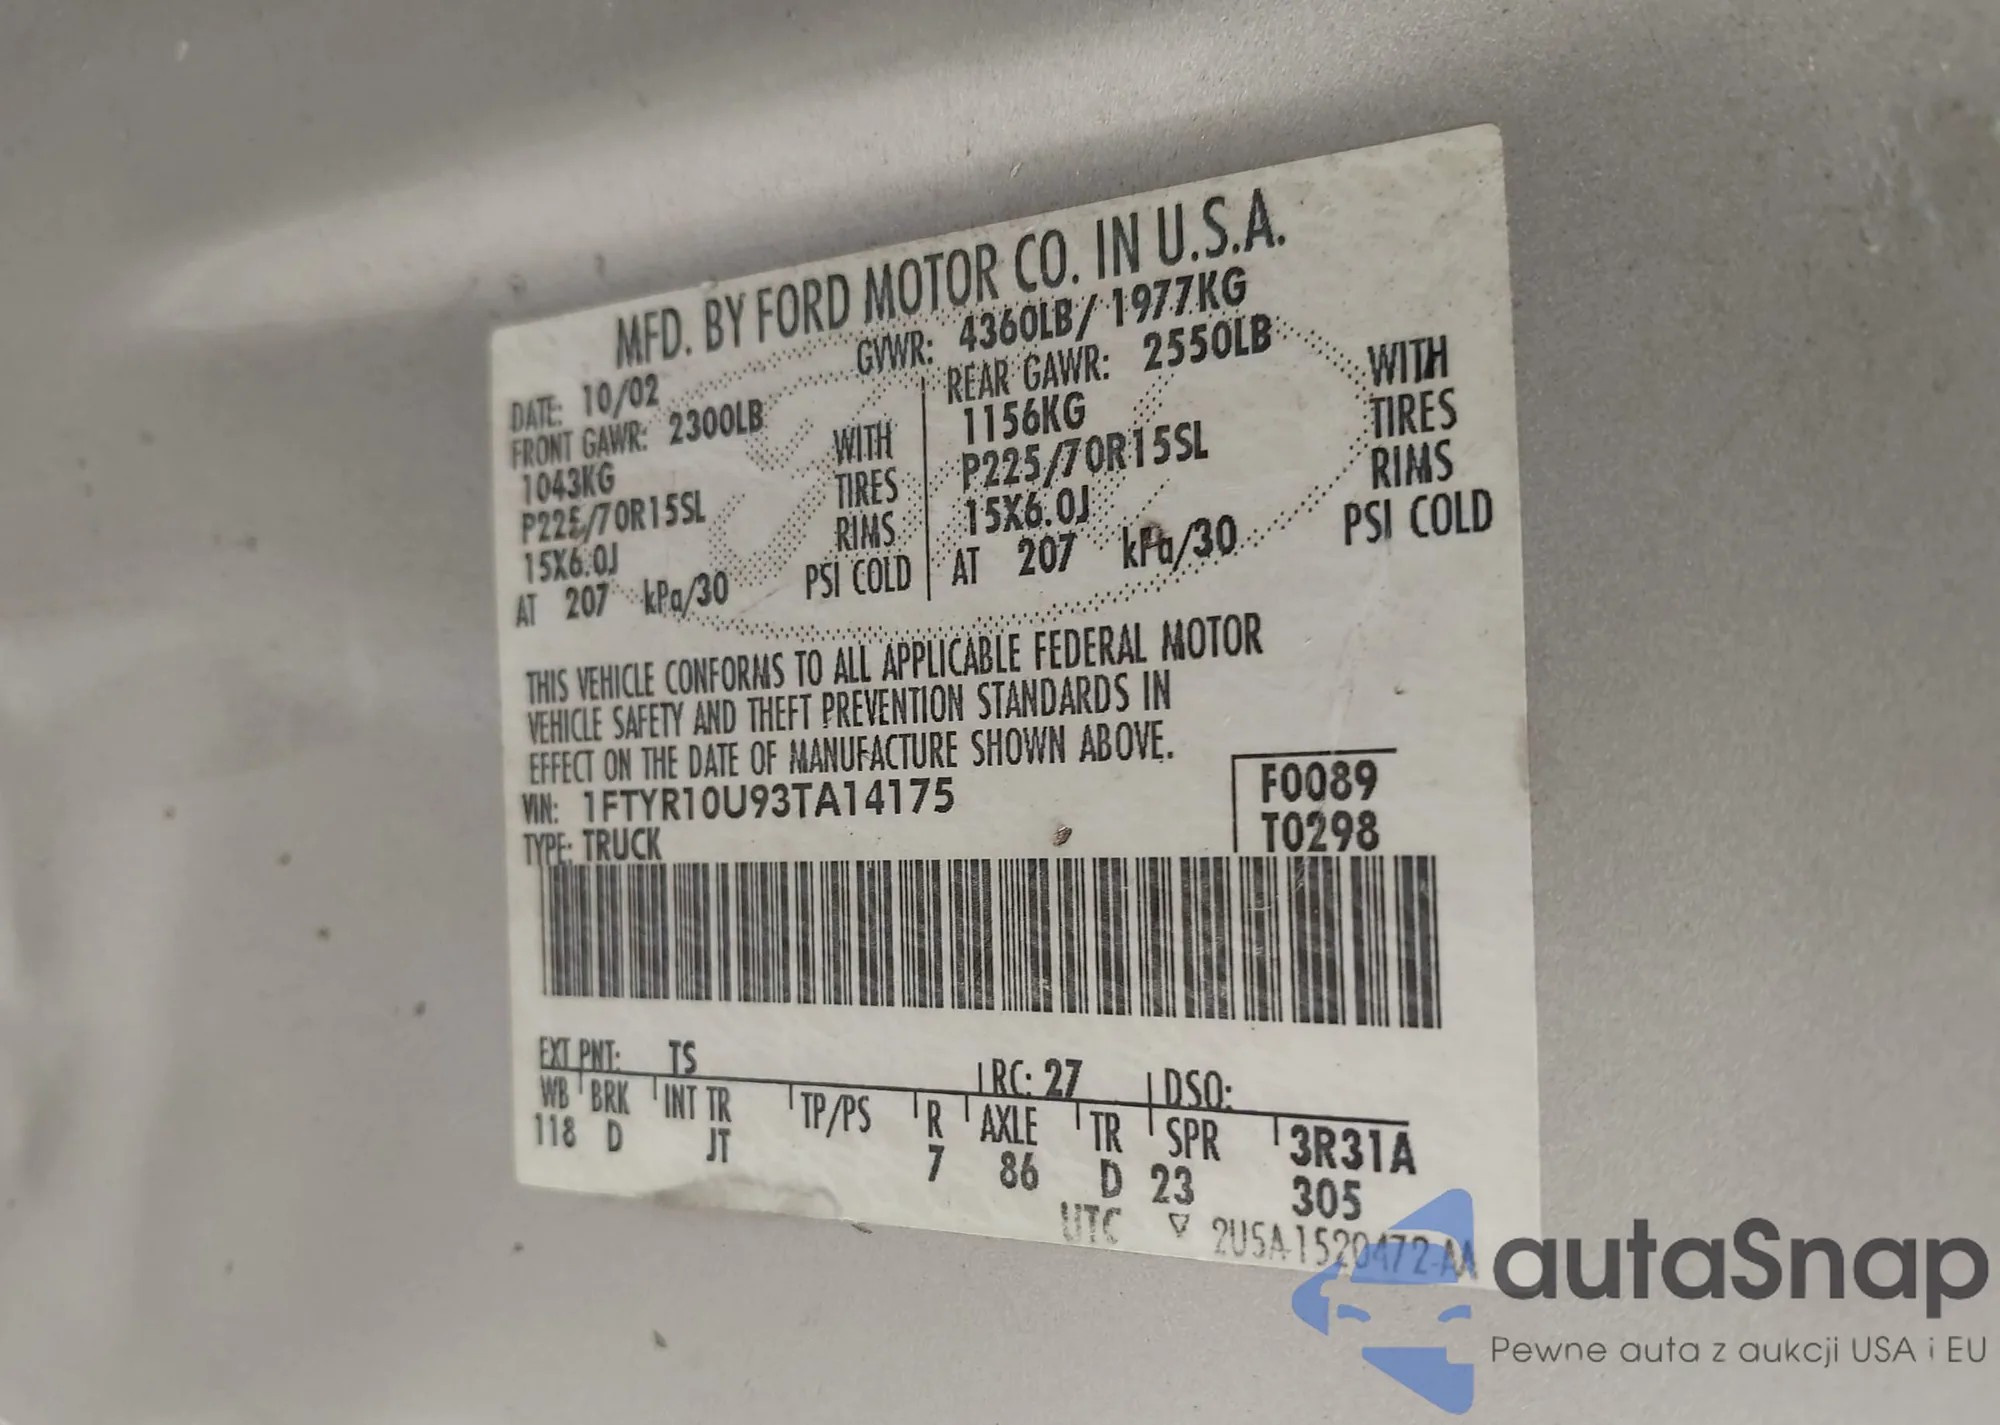 MFD. BY FORD MOTOR CO. IN U.S.A.
DATE: 10/02 GVWR: 4360LB/ 1977KG
FRONT GAWR: 2300LB REAR GAWR: 2550LB
1043KG WITH 1156KG WITH
P225/70R15SL TIRES P225/70R15SL TIRES
15X6.0J RIMS 15X6.0J RIMS
AT 207 kPa/30 PSI COLD AT 207 kPa/30 PSI COLD
THIS VEHICLE CONFORMS TO ALL APPLICABLE FEDERAL MOTOR
VEHICLE SAFETY AND THEFT PREVENTION STANDARDS IN
EFFECT ON THE DATE OF MANUFACTURE SHOWN ABOVE.
VIN: 1FTYR10U93TA14175 F0089
TYPE: TRUCK T0298
EXT PNT: TS RC: 27 DSO:
WB BRK INT TR TP/PS R AXLE TR SPR 3R31A
118 D JT 7 86 D 23 305
UTC 2U5A-1520472-AA
autaSnap
Pewne auta z aukcji USA i EU